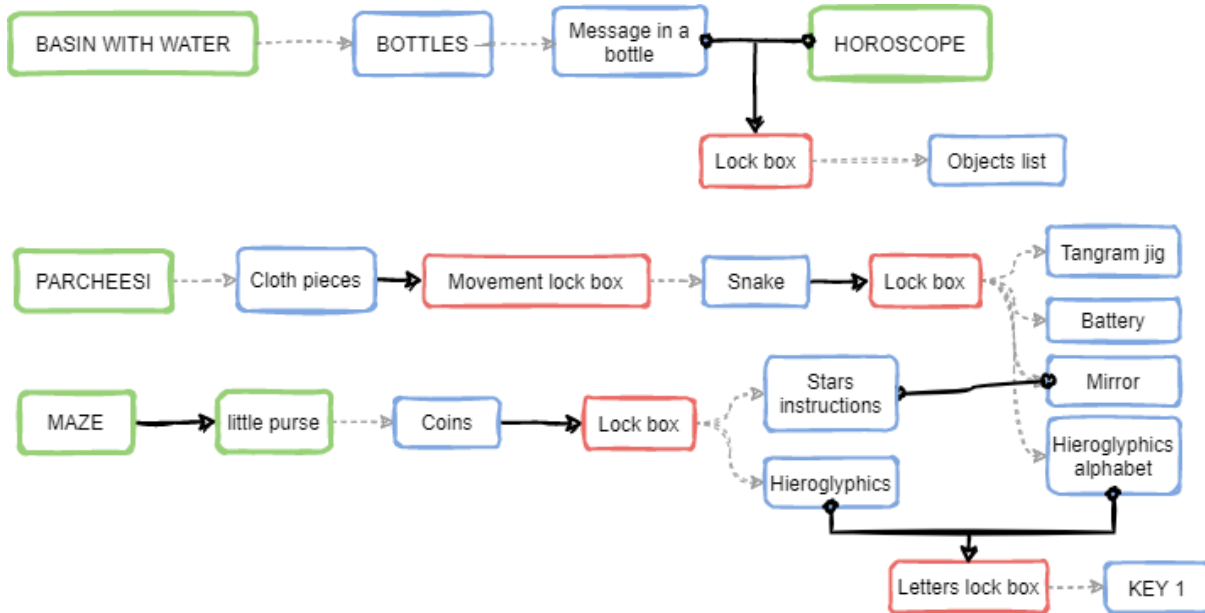 BASIN WITH WATER
BOTTLES
Message in a
bottle
HOROSCOPE
Lock box
Objects list
PARCHEESI
Cloth pieces
Movement lock box
Snake
Lock box
Tangram jig
Battery
Mirror
Hieroglyphics
alphabet
MAZE
little purse
Coins
Lock box
Stars
instructions
Hieroglyphics
Letters lock box
KEY 1